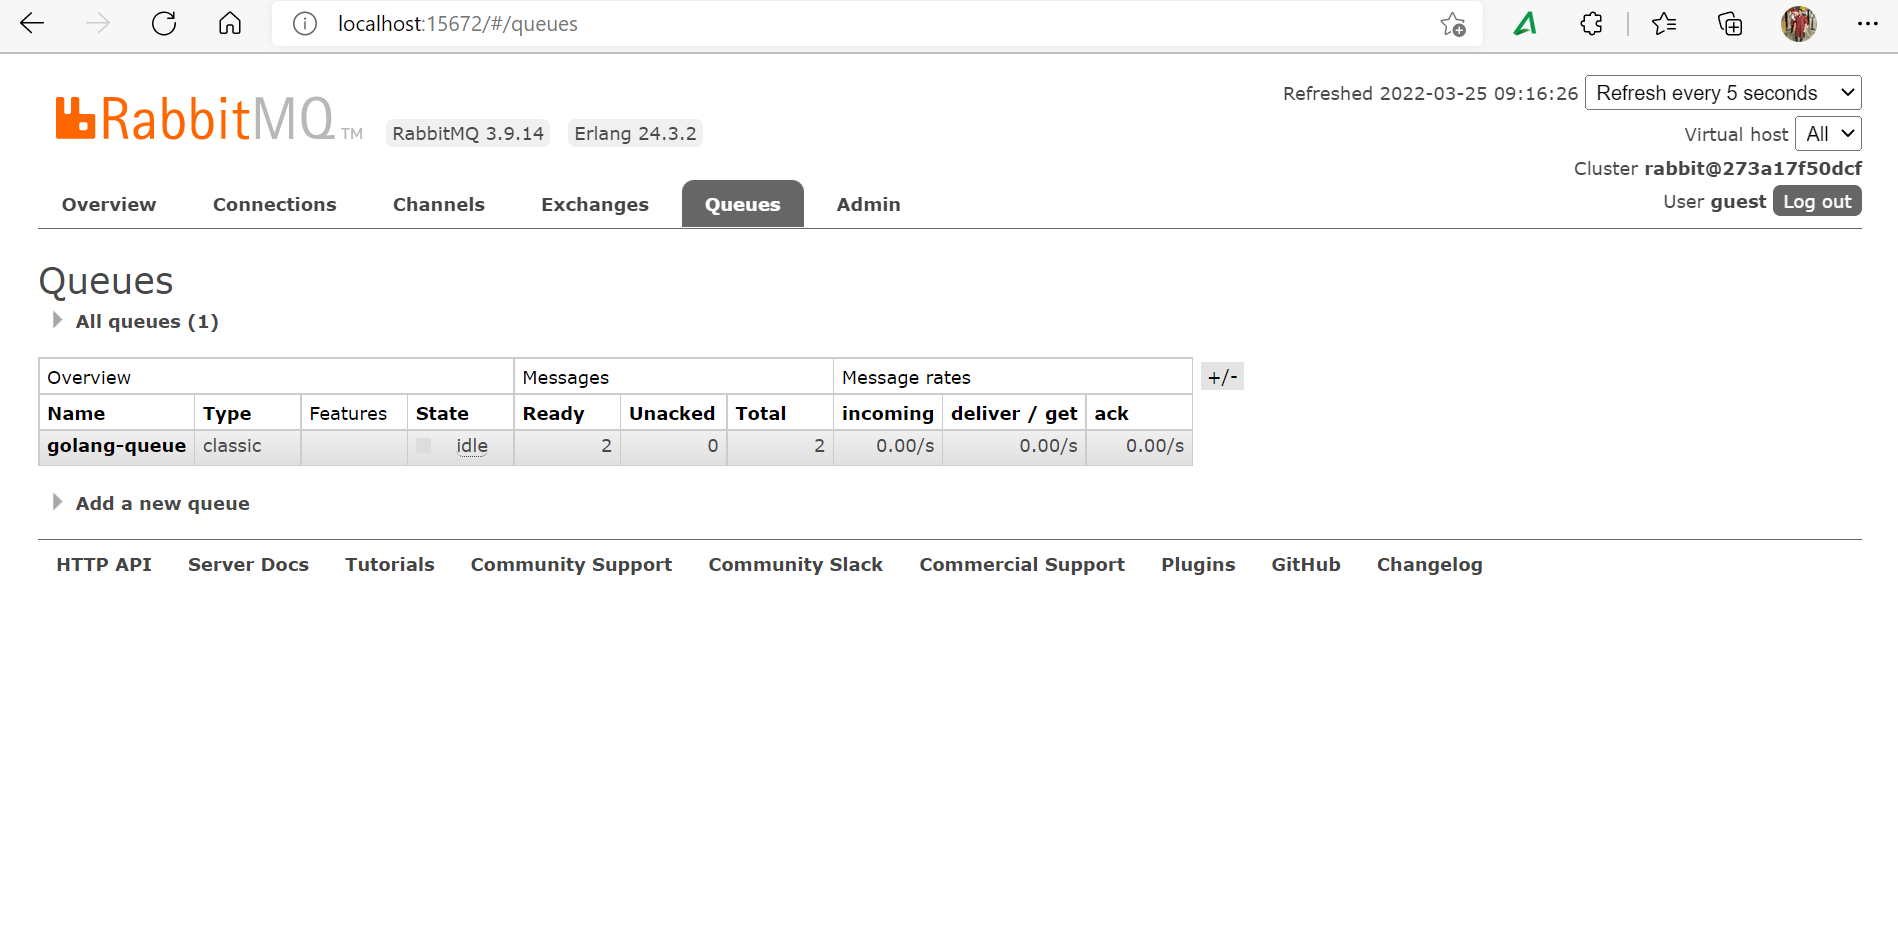 localhost:15672/#/queues
RabbitMQ TM RabbitMQ 3.9.14 Erlang 24.3.2
Refreshed 2022-03-25 09:16:26 Refresh every 5 seconds
Virtual host All
Cluster rabbit@273a17f50dcf
User guest Log out
Overview Connections Channels Exchanges Queues Admin
Queues
All queues (1)
Overview Messages Message rates +/-
Name Type Features State Ready Unacked Total incoming deliver / get ack
golang-queue classic idle 2 0 2 0.00/s 0.00/s 0.00/s
Add a new queue
HTTP API Server Docs Tutorials Community Support Community Slack Commercial Support Plugins GitHub Changelog